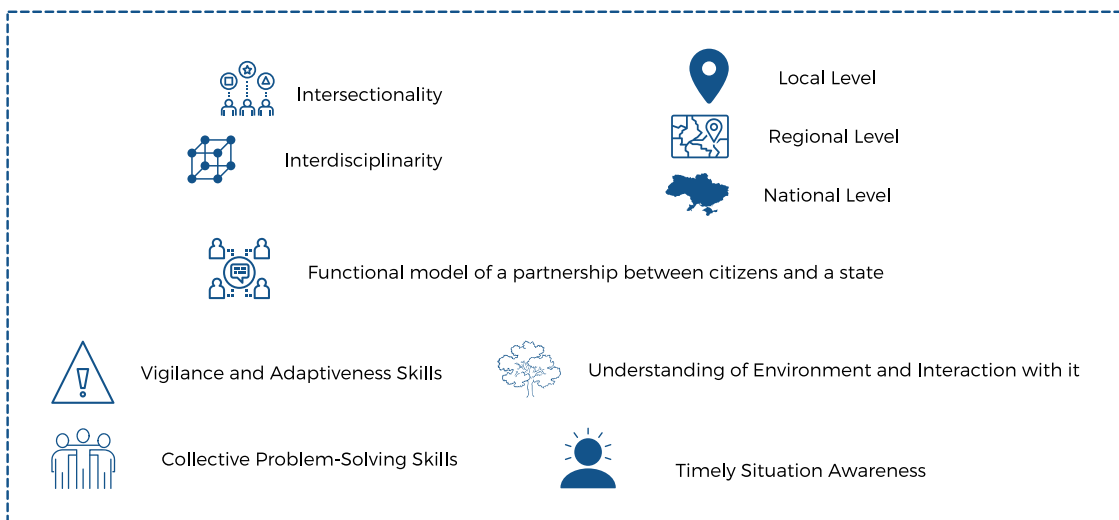 Intersectionality
Interdisciplinarity
Local Level
Regional Level
National Level
Functional model of a partnership between citizens and a state
Vigilance and Adaptiveness Skills
Understanding of Environment and Interaction with it
Collective Problem-Solving Skills
Timely Situation Awareness